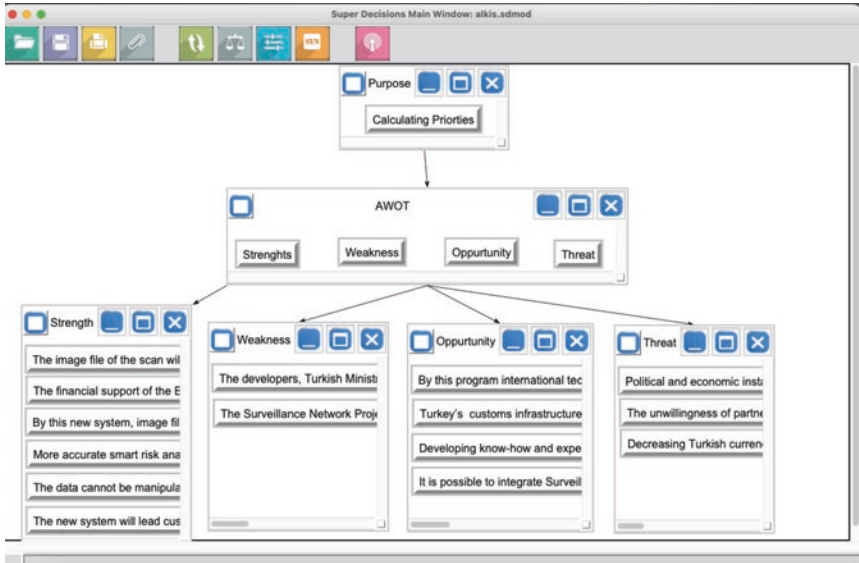 Super Decisions Main Window: alkis.sdmod
Purpose
Calculating Priorties
AWOT
Strenghts
Weakness
Oppurtunity
Threat
Strength
The image file of the scan wil
The financial support of the E
By this new system, image fil
More accurate smart risk ana
The data cannot be manipula
The new system will lead cus
Weakness
The developers, Turkish Minist
The Surveillance Network Proj
Oppurtunity
By this program international tec
Turkey's customs infrastructure
Developing know-how and expe
It is possible to integrate Surveil
Threat
Political and economic insta
The unwillingness of partne
Decreasing Turkish curren